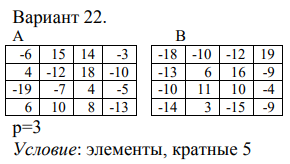 Вариант 22.
А В
-6 15 14 -3 -18 -10 -12 19
4 -12 18 -10 -13 6 16 -9
-19 -7 4 -5 -10 11 10 -4
6 10 8 -13 -14 3 -15 -9
p=3
Условие: элементы, кратные 5